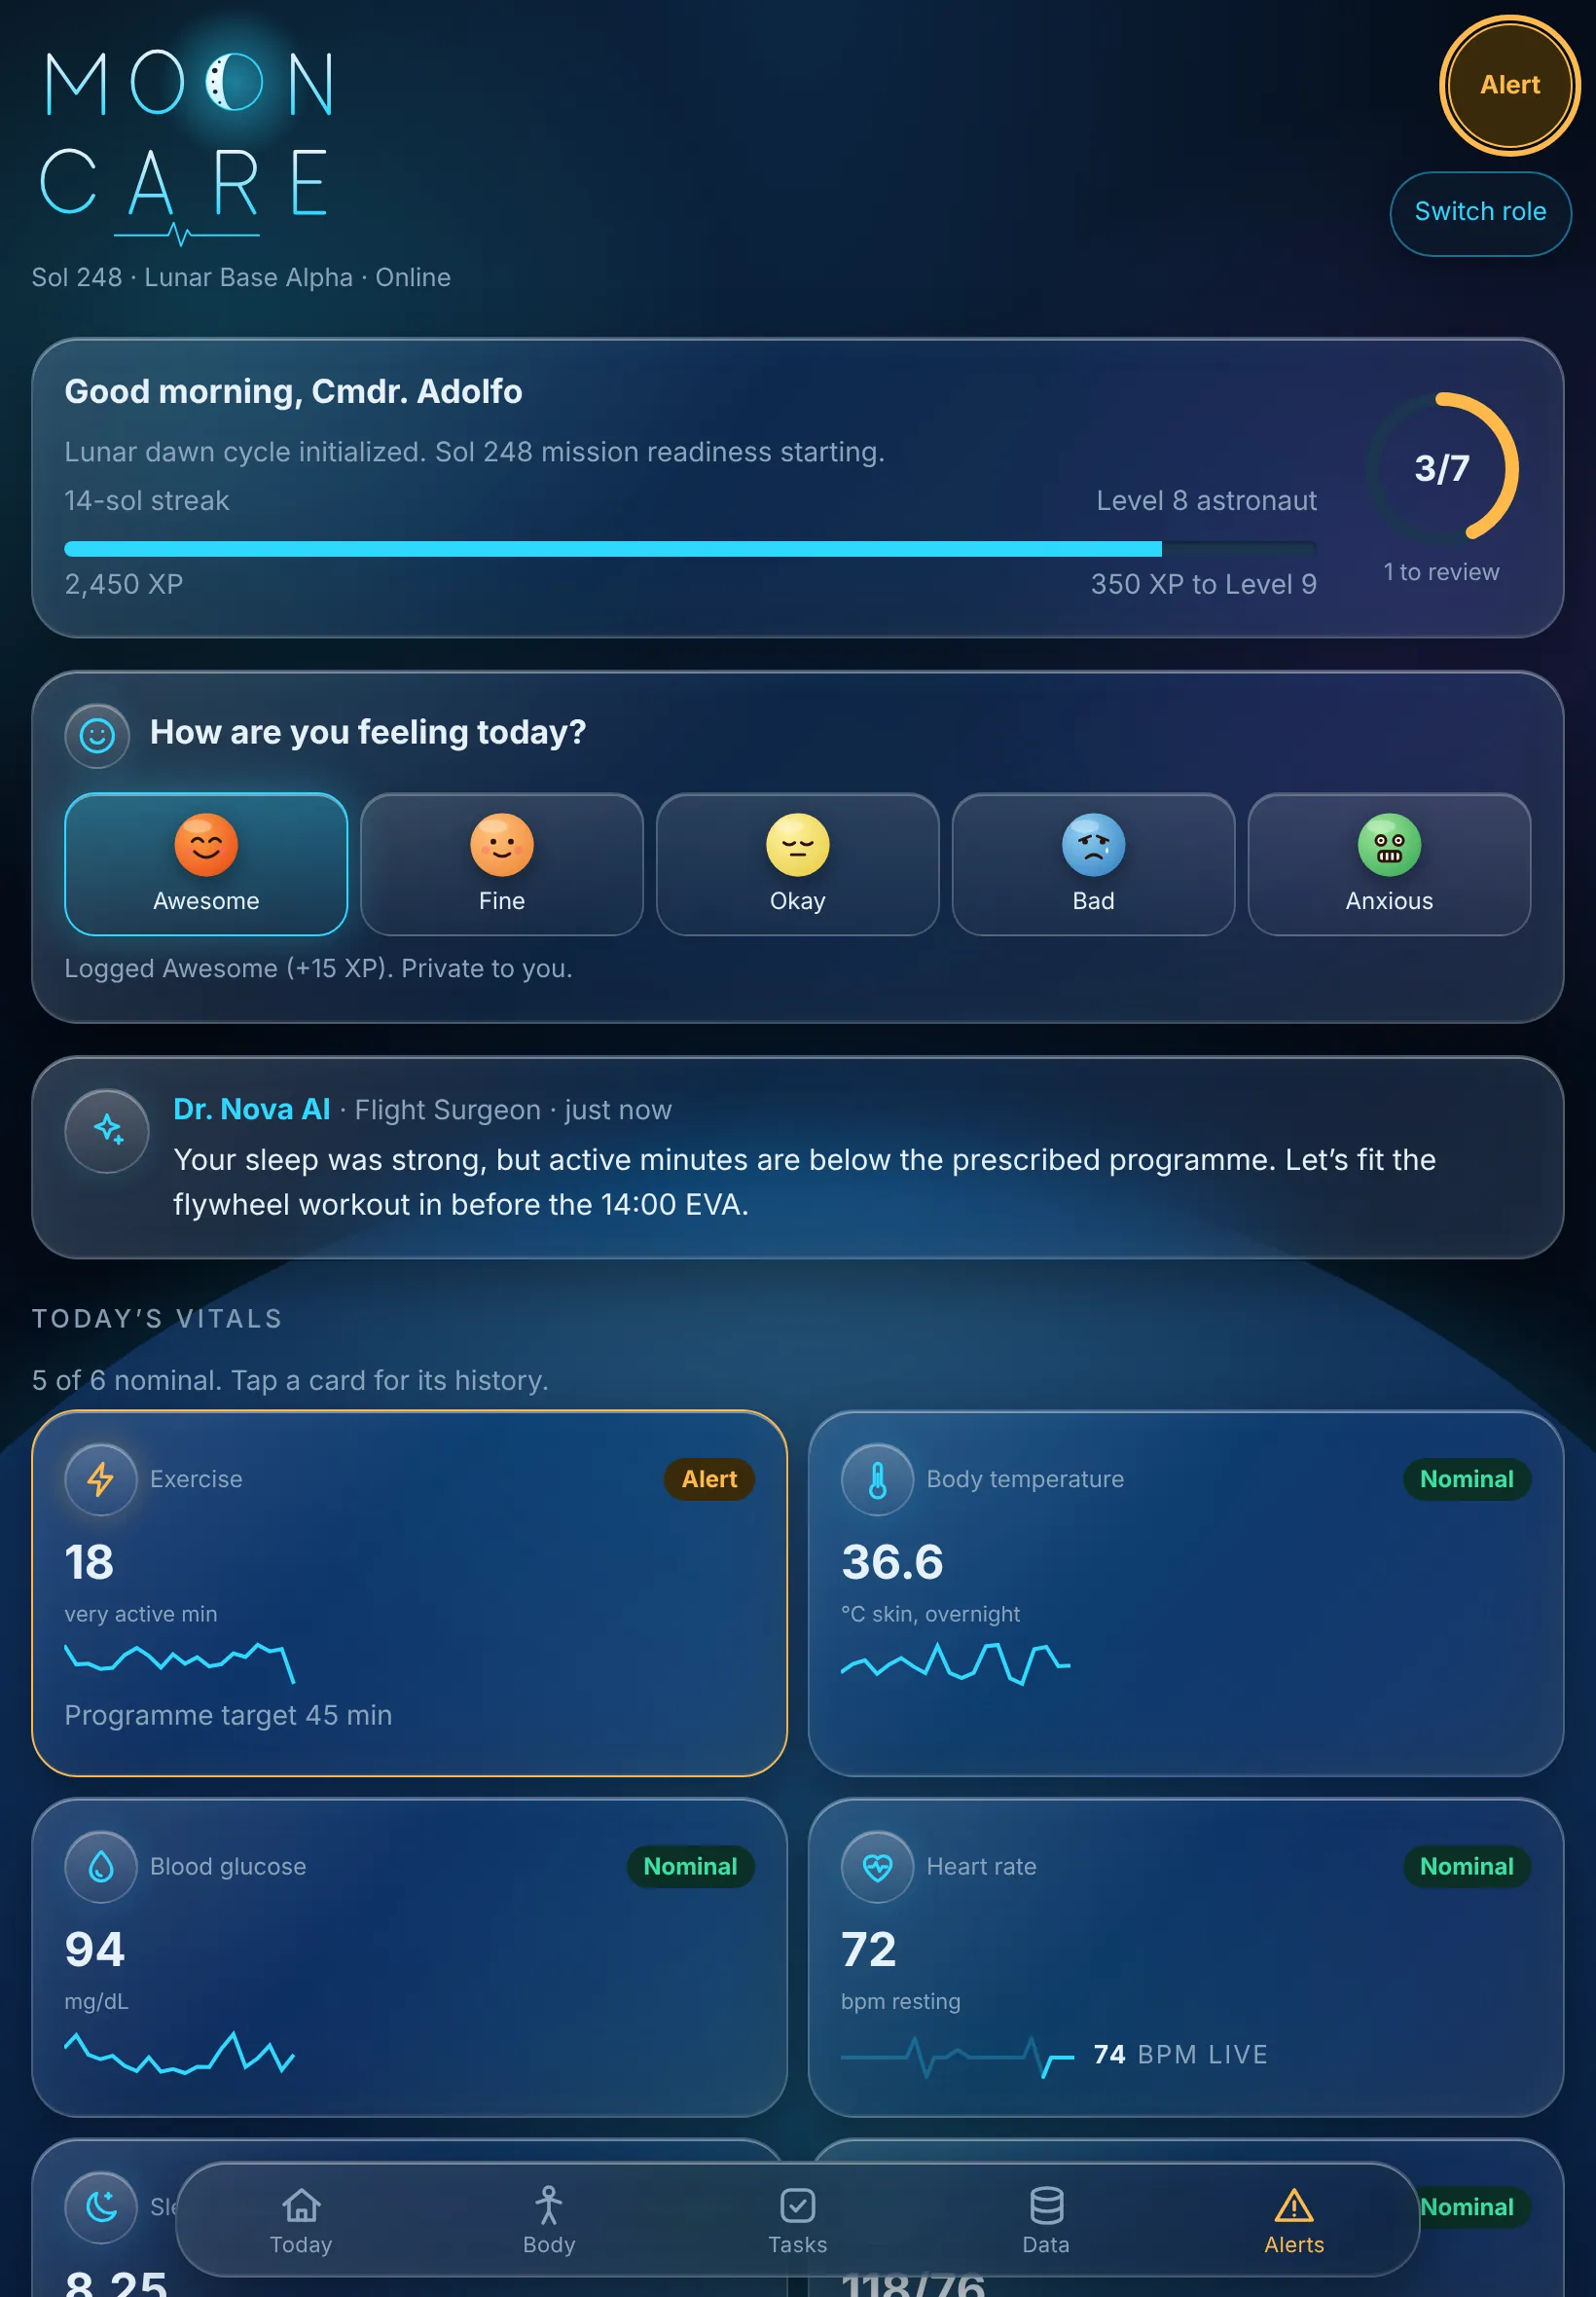 MOON
CARE
Alert
Switch role
Sol 248 · Lunar Base Alpha · Online
Good morning, Cmdr. Adolfo
Lunar dawn cycle initialized. Sol 248 mission readiness starting.
14-sol streak
Level 8 astronaut
2,450 XP
350 XP to Level 9
3/7
1 to review
How are you feeling today?
Awesome
Fine
Okay
Bad
Anxious
Logged Awesome (+15 XP). Private to you.
Dr. Nova AI · Flight Surgeon · just now
Your sleep was strong, but active minutes are below the prescribed programme. Let’s fit the
flywheel workout in before the 14:00 EVA.
TODAY’S VITALS
5 of 6 nominal. Tap a card for its history.
Exercise
Alert
18
very active min
Programme target 45 min
Body temperature
Nominal
36.6
°C skin, overnight
Blood glucose
Nominal
94
mg/dL
Heart rate
Nominal
72
bpm resting
74 BPM LIVE
Nominal
8.25
118/76
Today
Body
Tasks
Data
Alerts